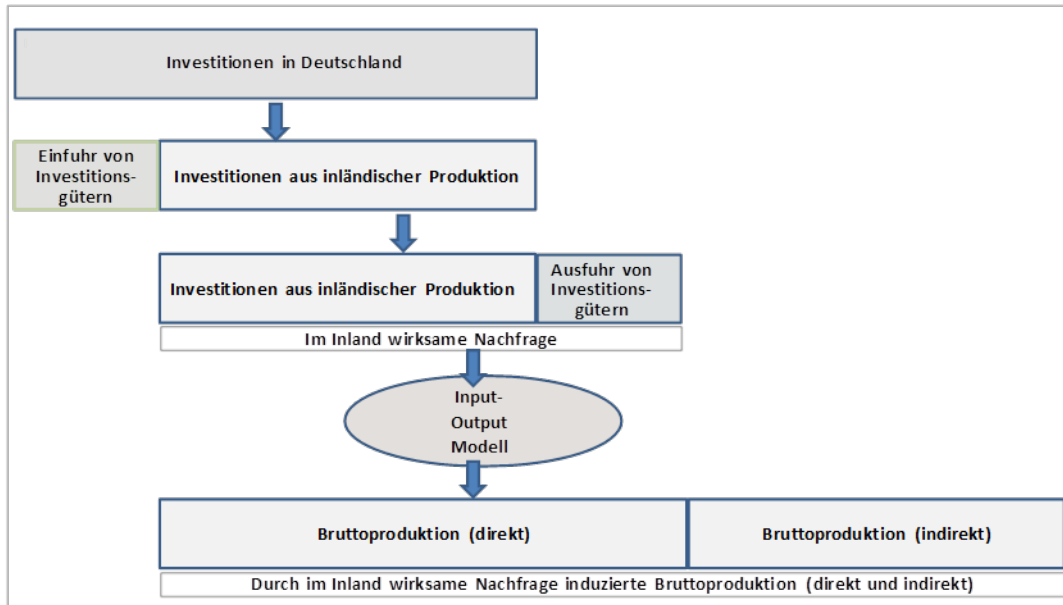 Investitionen in Deutschland
Einfuhr von
Investitions-
gütern
Investitionen aus inländischer Produktion
Investitionen aus inländischer Produktion
Ausfuhr von
Investitions-
gütern
Im Inland wirksame Nachfrage
Input-
Output
Modell
Bruttoproduktion (direkt)
Bruttoproduktion (indirekt)
Durch im Inland wirksame Nachfrage induzierte Bruttoproduktion (direkt und indirekt)